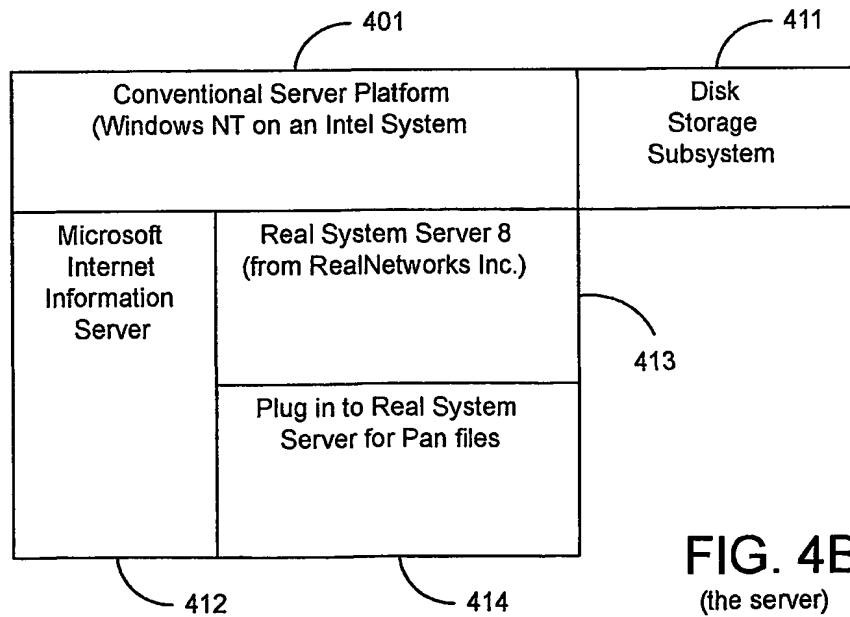 401
411
Conventional Server Platform
(Windows NT on an Intel System
Disk
Storage
Subsystem
Microsoft
Internet
Information
Server
Real System Server 8
(from RealNetworks Inc.)
413
Plug in to Real System
Server for Pan files
412
414
FIG. 4B
(the server)